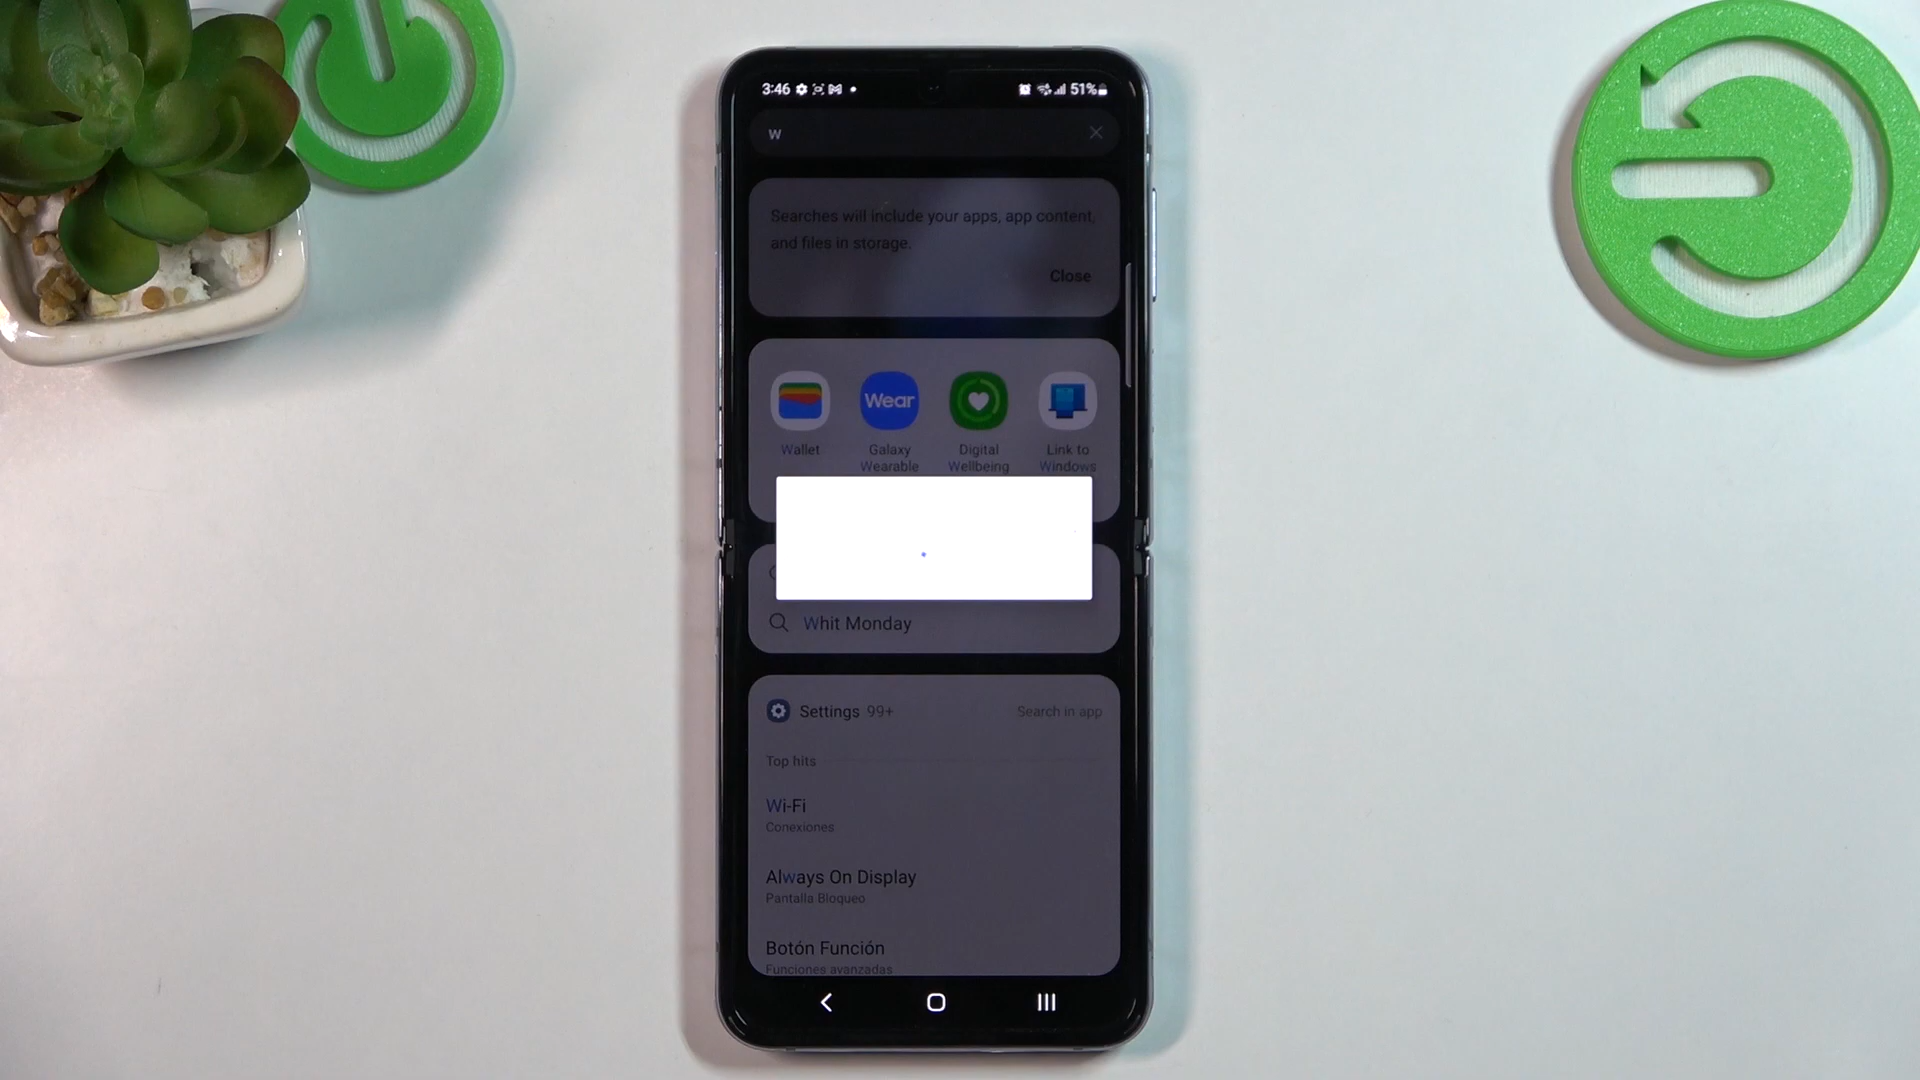 3:46 51%
w
Searches will include your apps, app content,
and files in storage.
Close
Wear
Wallet
Galaxy
Wearable
Digital
Wellbeing
Link to
Windows
Whit Monday
Settings 99+ Search in app
Top hits
Wi-Fi
Conexiones
Always On Display
Pantalla Bloqueo
Botón Función
Funciones avanzadas